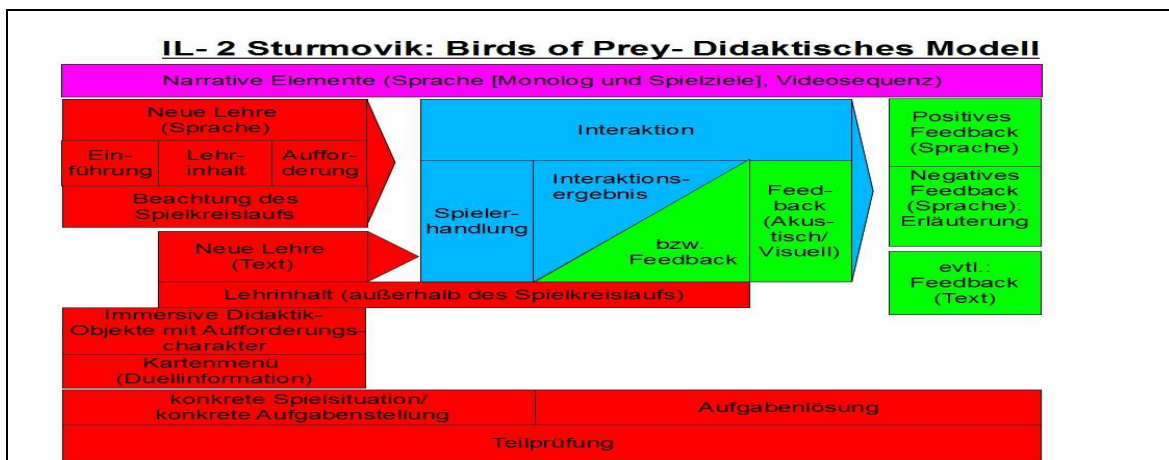 IL- 2 Sturmovik: Birds of Prey- Didaktisches Modell
Narrative Elemente (Sprache [Monolog und Spielziele], Videosequenz)
Neue Lehre
(Sprache)
Ein-
führung
Lehr-
inhalt
Auffor-
derung
Beachtung des
Spielkreislaufs
Neue Lehre
(Text)
Interaktion
Spieler-
handlung
Interaktions-
ergebnis
bzw.
Feedback
Feed-
back
(Akus-
tisch/
Visuell)
Positives
Feedback
(Sprache)
Negatives
Feedback
(Sprache):
Erläuterung
evtl.:
Feedback
(Text)
Lehrinhalt (außerhalb des Spielkreislaufs)
Immersive Didaktik-
Objekte mit Aufforderungs-
charakter
Kartenmenü
(Duellinformation)
konkrete Spielsituation/
konkrete Aufgabenstellung
Aufgabenlösung
Teilprüfung